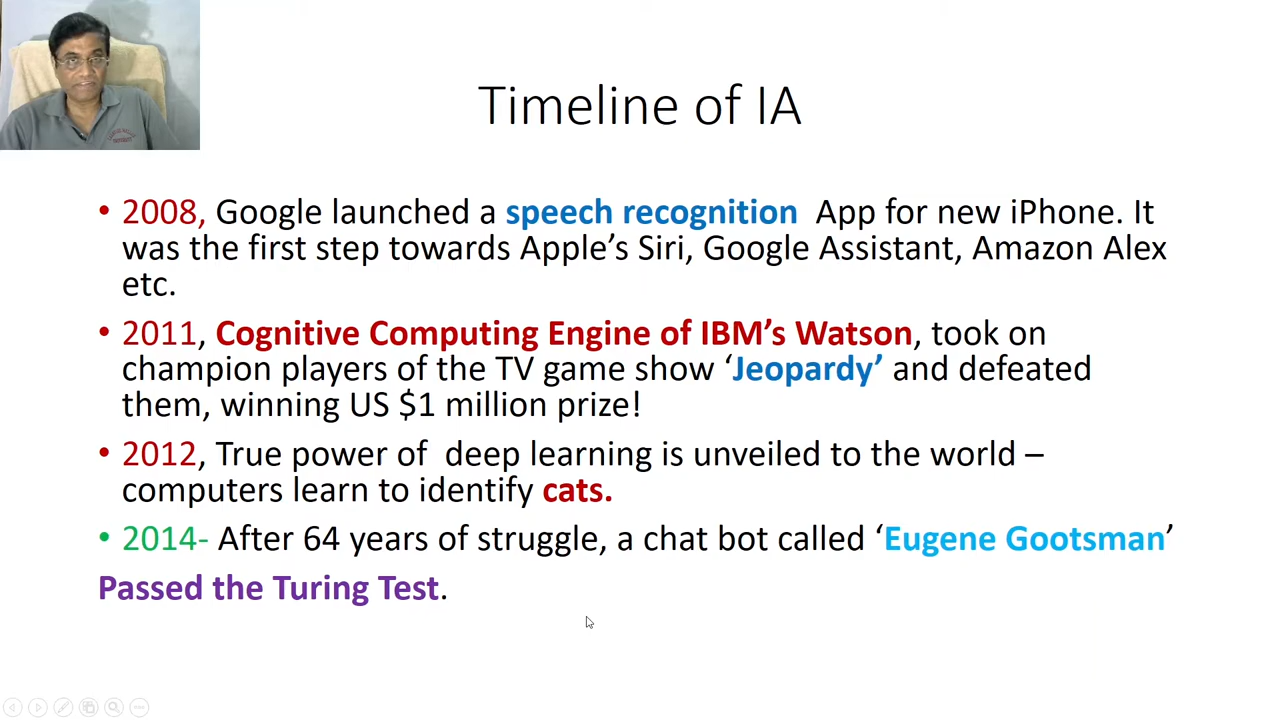 Timeline of IA
• 2008, Google launched a speech recognition App for new iPhone. It
was the first step towards Apple’s Siri, Google Assistant, Amazon Alex
etc.
• 2011, Cognitive Computing Engine of IBM’s Watson, took on
champion players of the TV game show ‘Jeopardy’ and defeated
them, winning US $1 million prize!
• 2012, True power of deep learning is unveiled to the world –
computers learn to identify cats.
• 2014- After 64 years of struggle, a chat bot called ‘Eugene Gootsman’
Passed the Turing Test.